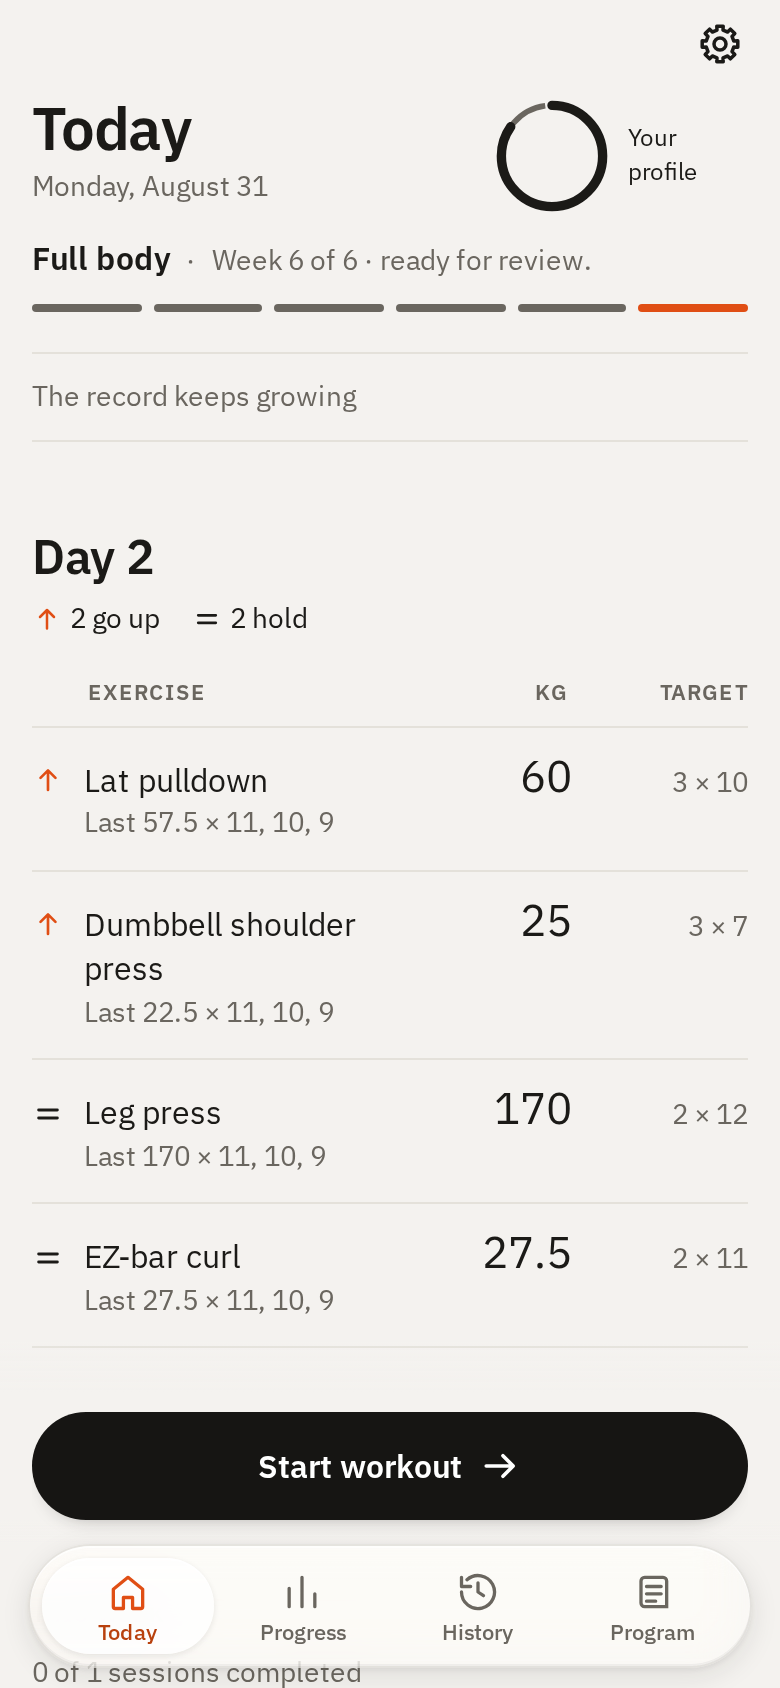 Today
Monday, August 31
Your
profile
Full body · Week 6 of 6 · ready for review.
The record keeps growing
Day 2
↑ 2 go up = 2 hold
EXERCISE KG TARGET
↑ Lat pulldown 60 3 × 10
Last 57.5 × 11, 10, 9
↑ Dumbbell shoulder 25 3 × 7
press
Last 22.5 × 11, 10, 9
= Leg press 170 2 × 12
Last 170 × 11, 10, 9
= EZ-bar curl 27.5 2 × 11
Last 27.5 × 11, 10, 9
Start workout →
Today Progress History Program
0 of 1 sessions completed